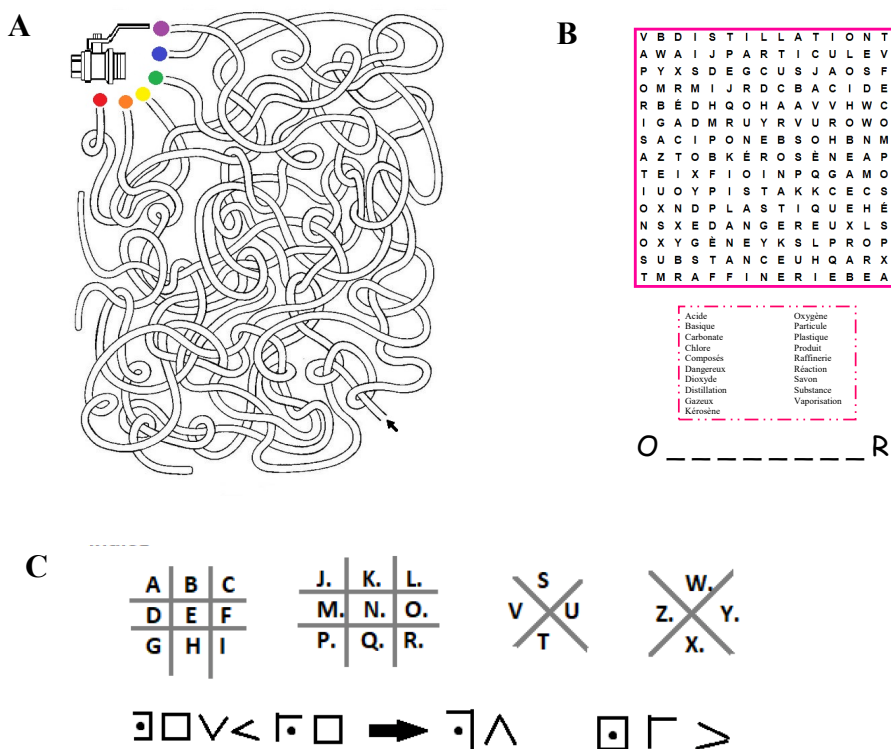 A
B
V B D I S T I L L A T I O N T
A W A I J P A R T I C U L E V
P Y X S D E G C U S J A O S F
O M R M I J R D C B A C I D E
R B É D H Q O H A A V V H W C
I G A D M R U Y R V U R O W O
S A C I P O N E B S O H B N M
A Z T O B K É R O S È N E A P
T E I X F I O I N P Q G A M O
I U O Y P I S T A K K C E C S
O X N D P L A S T I Q U E H É
N S X E D A N G E R E U X L S
O X Y G È N E Y K S L P R O P
S U B S T A N C E U H Q A R X
T M R A F F I N E R I E B E A
Acide Oxygène
Basique Particule
Carbonate Plastique
Chlore Produit
Composés Raffinerie
Dangereux Réaction
Dioxyde Savon
Distillation Substance
Gazeux Vaporisation
Kérosène
O _ _ _ _ _ _ _ _ R
C
A B C J. K. L. S W.
D E F M. N. O. V U Z. Y.
G H I P. Q. R. T X.